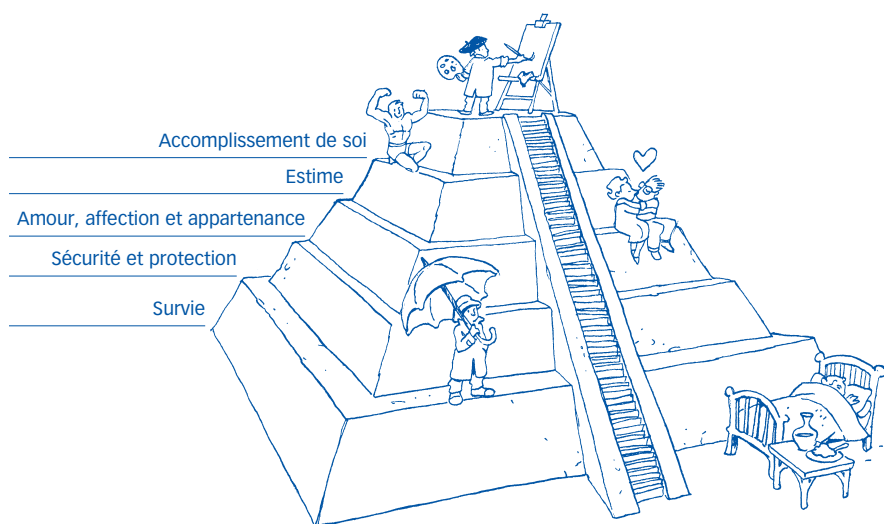 Accomplissement de soi
Estime
Amour, affection et appartenance
Sécurité et protection
Survie